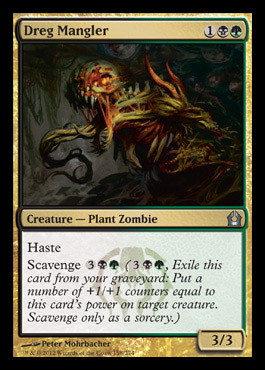 Dreg Mangler 1
Creature — Plant Zombie
Haste
Scavenge 3 ( 3 , Exile this
card from your graveyard: Put a
number of +1/+1 counters equal to
this card's power on target creature.
Scavenge only as a sorcery.)
Peter Mohrbacher
3/3